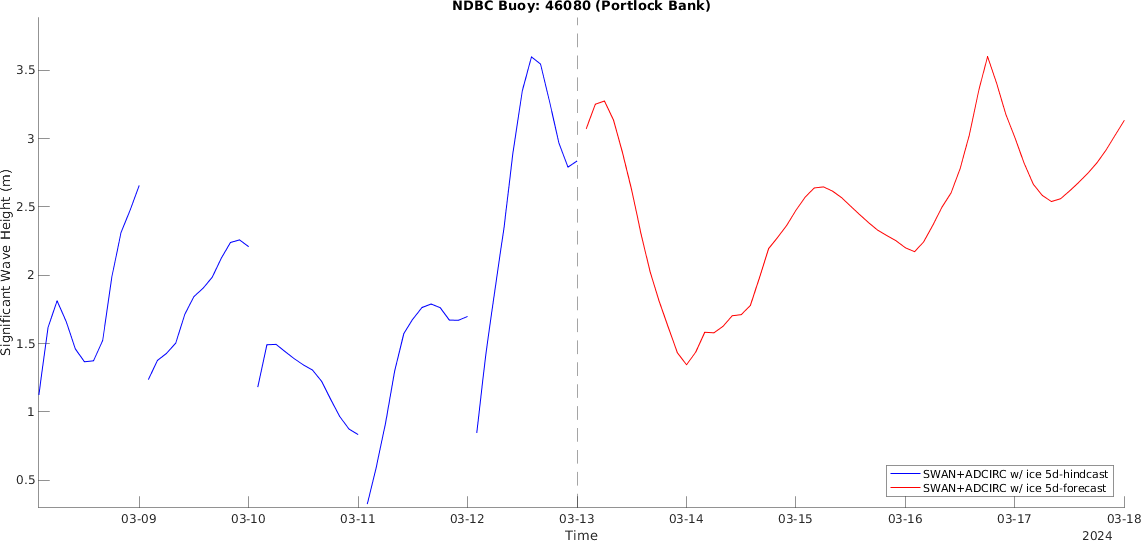 NDBC Buoy: 46080 (Portlock Bank)
3.5
3
2.5
2
1.5
1
0.5
Significant Wave Height (m)
03-09 03-10 03-11 03-12 03-13 03-14 03-15 03-16 03-17 03-18
Time
2024
SWAN+ADCIRC w/ ice 5d-hindcast
SWAN+ADCIRC w/ ice 5d-forecast